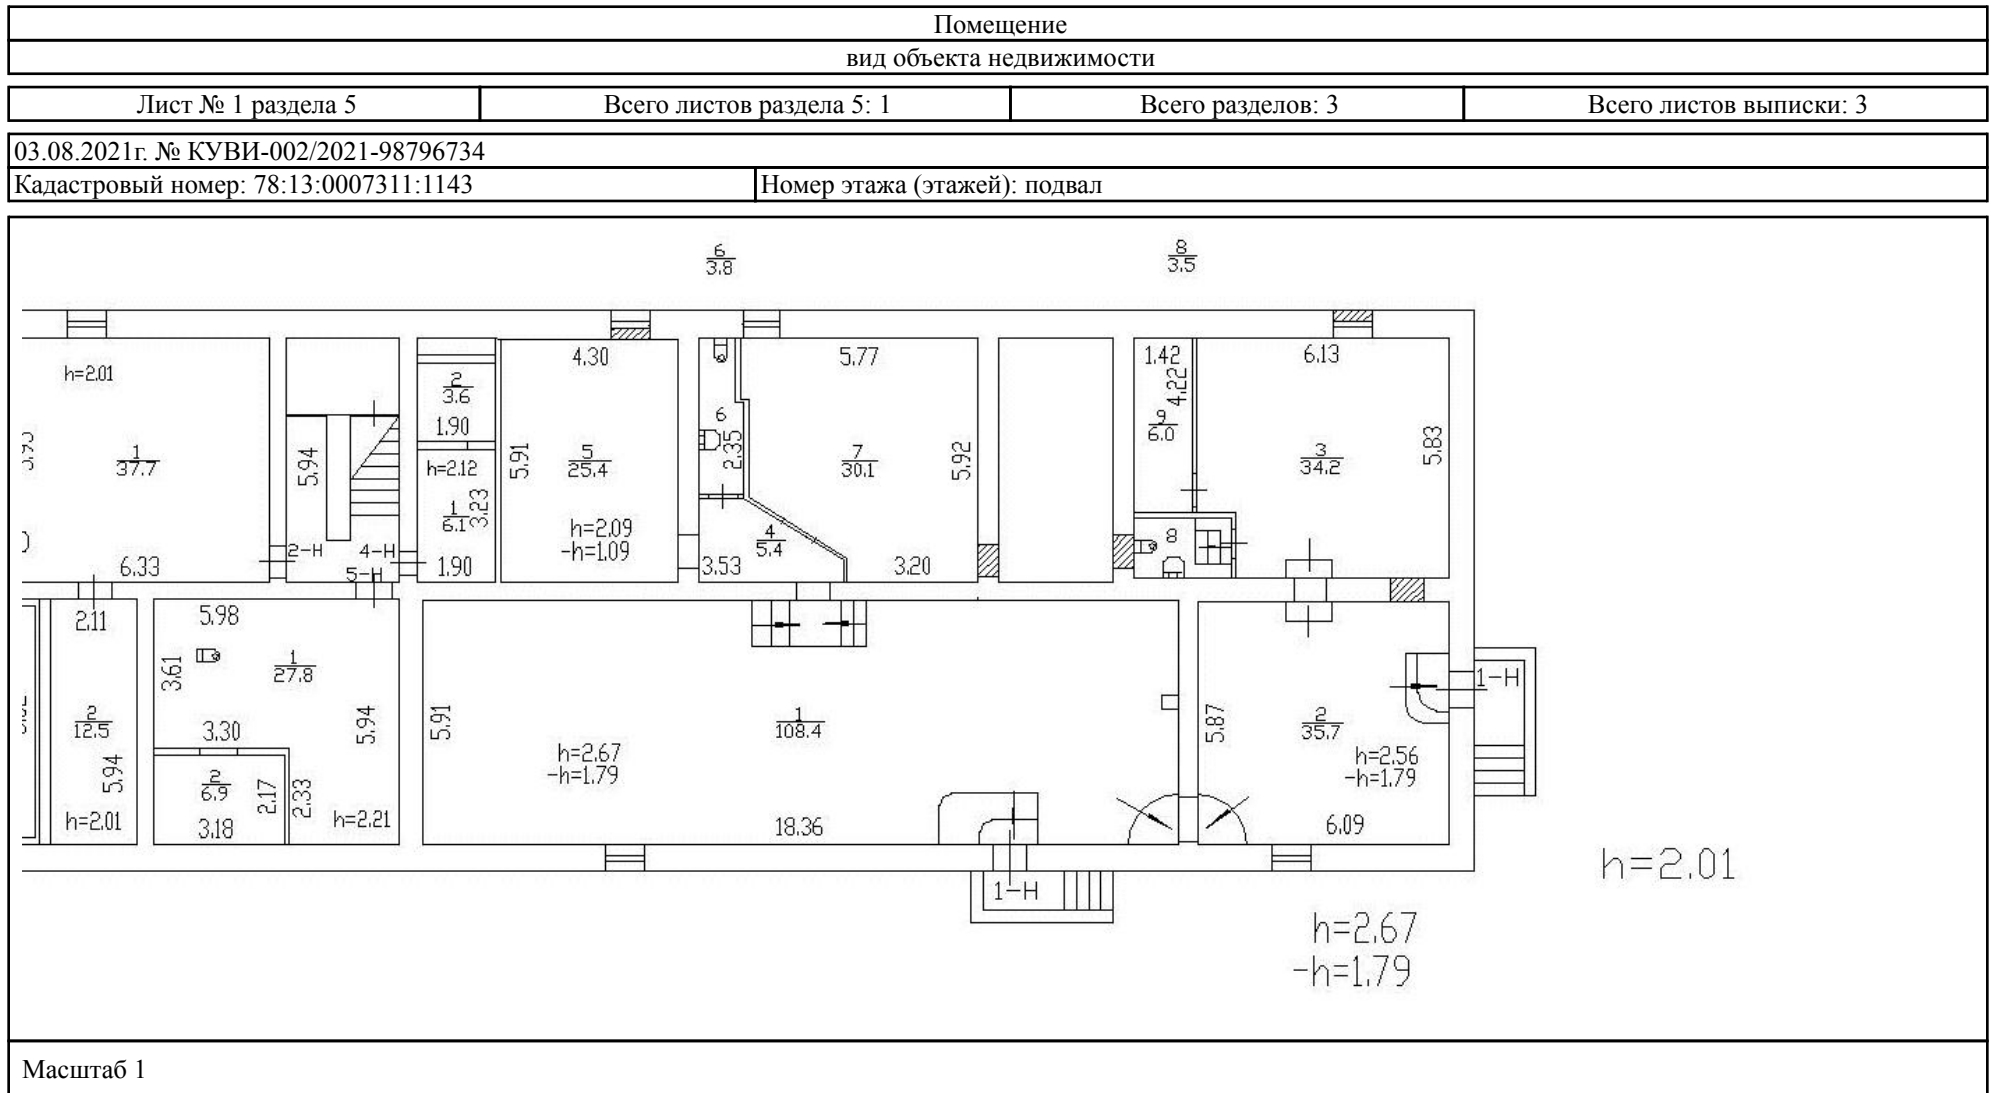 Помещение
вид объекта недвижимости
Лист № 1 раздела 5
Всего листов раздела 5: 1
Всего разделов: 3
Всего листов выписки: 3
03.08.2021г. № КУВИ-002/2021-98796734
Кадастровый номер: 78:13:0007311:1143
Номер этажа (этажей): подвал
6
3.8
8
3.5
h=2.01
1
37.7
6.33
5.94
2-Н
4-Н
5-Н
2
3.6
1.90
h=2.12
1
6.1
3.23
1.90
4.30
5.91
5
25.4
h=2.09
-h=1.09
6
2.35
5.77
7
30.1
5.92
4
5.4
3.53
3.20
1.42
4.22
9
6.0
8
6.13
3
34.2
5.83
2.11
2
12.5
5.94
h=2.01
5.98
3.61
1
27.8
3.30
5.94
2
6.9
2.17
2.33
3.18
h=2.21
5.91
1
108.4
h=2.67
-h=1.79
18.36
1-Н
5.87
2
35.7
h=2.56
-h=1.79
6.09
1-Н
h=2.01
h=2.67
-h=1.79
Масштаб 1